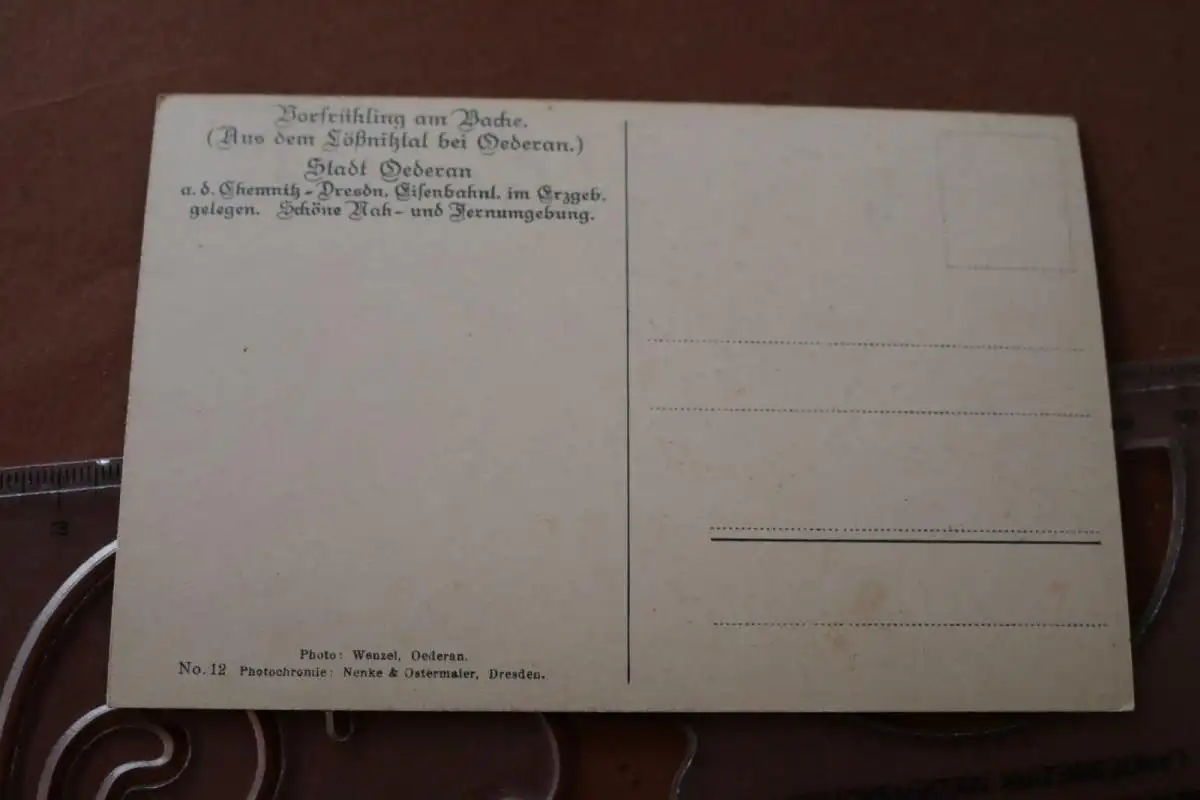 Vorfrühling am Bache.
(Aus dem Lößnitztal bei Oederan.)
Stadt Oederan
a. d. Chemnitz-Dresdn. Eisenbahnl. im Erzgeb.
gelegen. Schöne Nah- und Fernumgebung.
Photo: Wenzel, Oederan.
No. 12 Photochromie: Nenke & Ostermaier, Dresden.